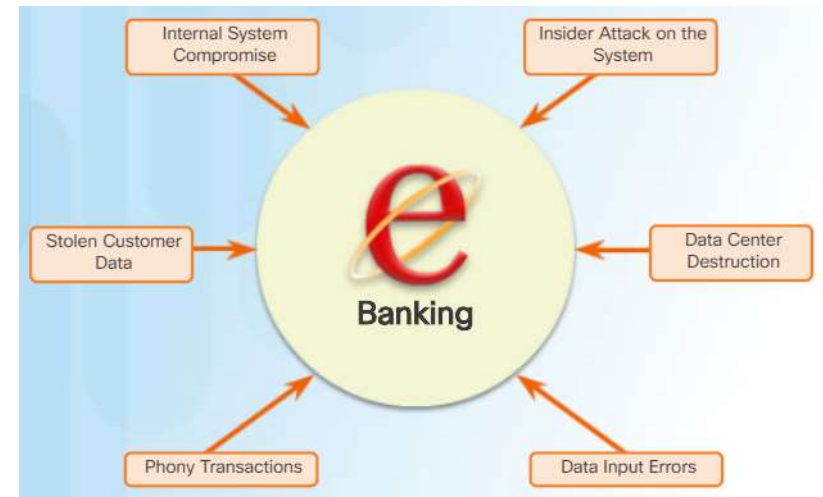 Internal System
Compromise
Insider Attack on the
System
Stolen Customer
Data
e
Banking
Data Center
Destruction
Phony Transactions
Data Input Errors